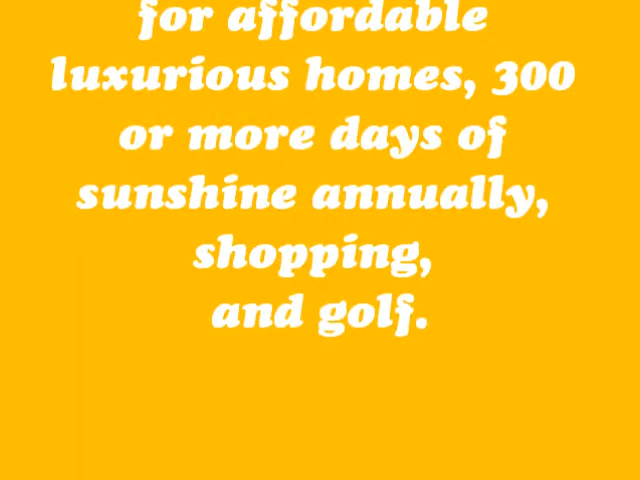 for affordable
luxurious homes, 300
or more days of
sunshine annually,
shopping,
and golf.